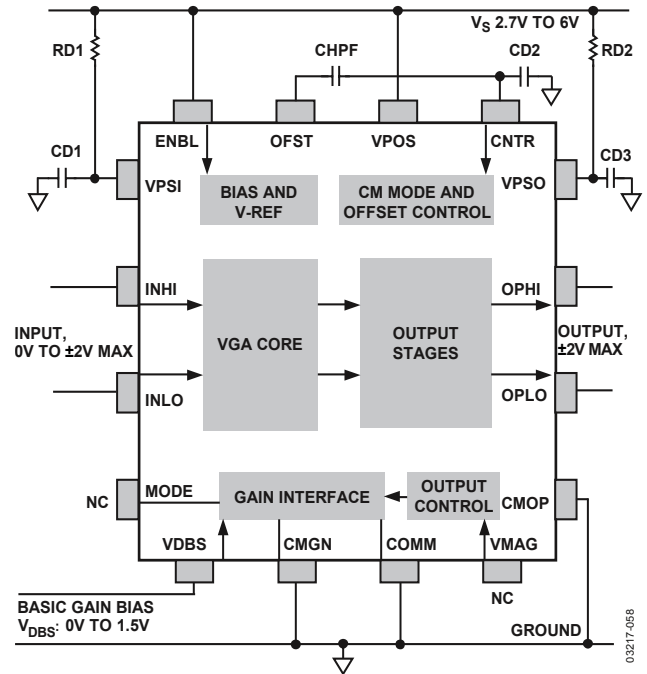 V_S 2.7V TO 6V
RD1
CHPF
CD2
RD2
ENBL
OFST
VPOS
CNTR
CD1
CD3
VPSI
BIAS AND
V-REF
CM MODE AND
OFFSET CONTROL
VPSO
INHI
OPHI
INPUT,
0V TO ±2V MAX
VGA CORE
OUTPUT
STAGES
OUTPUT,
±2V MAX
INLO
OPLO
NC
MODE
GAIN INTERFACE
OUTPUT
CONTROL
CMOP
VDBS
CMGN
COMM
VMAG
NC
BASIC GAIN BIAS
V_DBS: 0V TO 1.5V
GROUND
03217-058